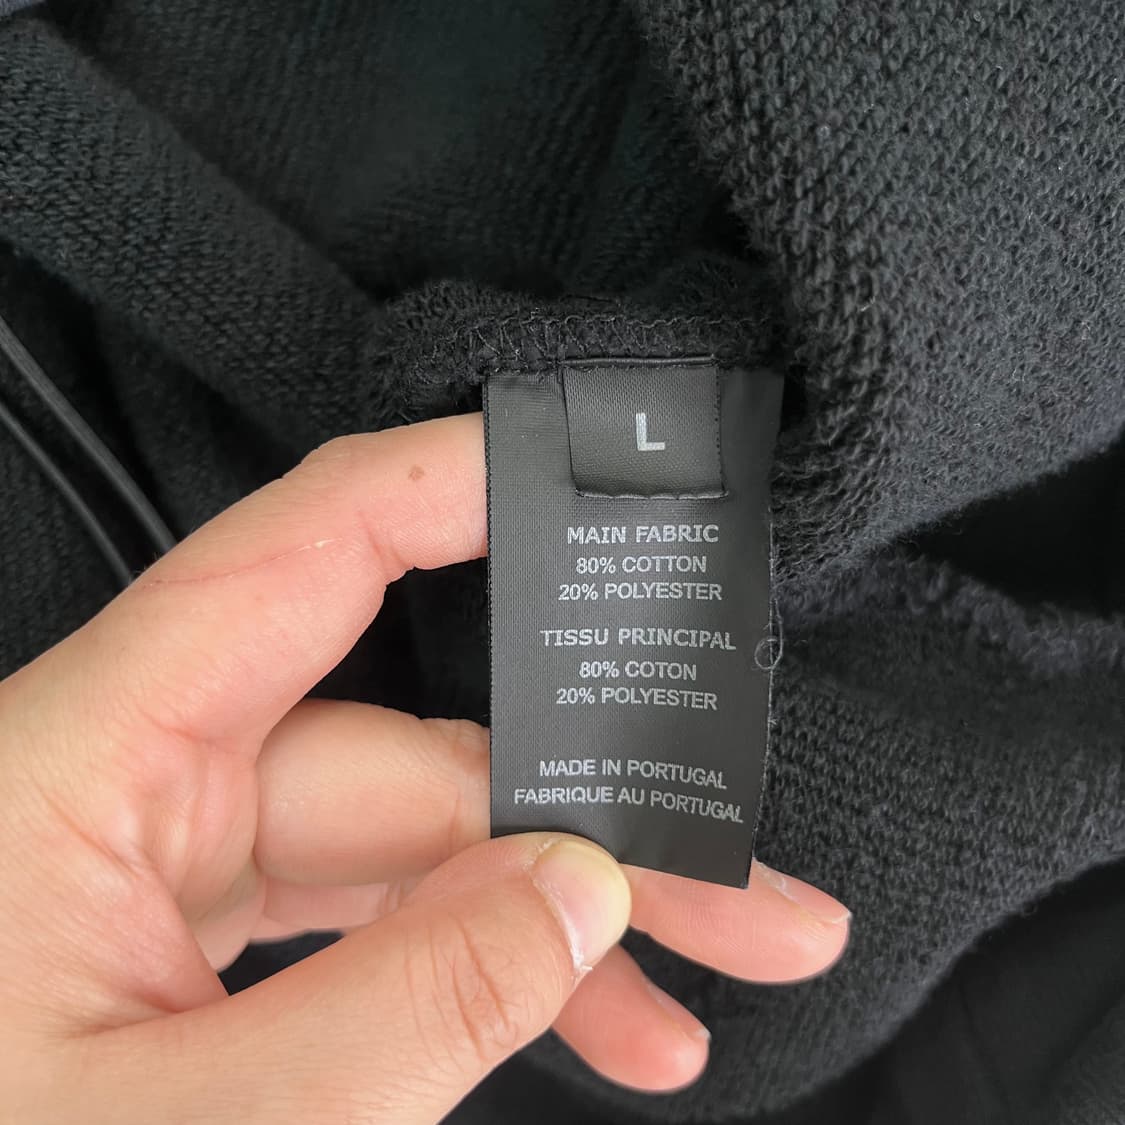 L
MAIN FABRIC
80% COTTON
20% POLYESTER
TISSU PRINCIPAL
80% COTON
20% POLYESTER
MADE IN PORTUGAL
FABRIQUE AU PORTUGAL